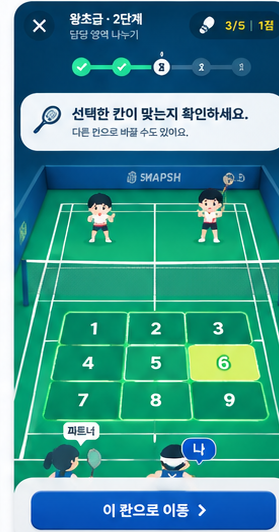 왕초급 · 2단계
담당 영역 나누기
3/5 | 1점
선택한 칸이 맞는지 확인하세요.
다른 칸으로 바꿀 수도 있어요.
SMAPSH
1 2 3
4 5 6
7 8 9
파트너
나
이 칸으로 이동